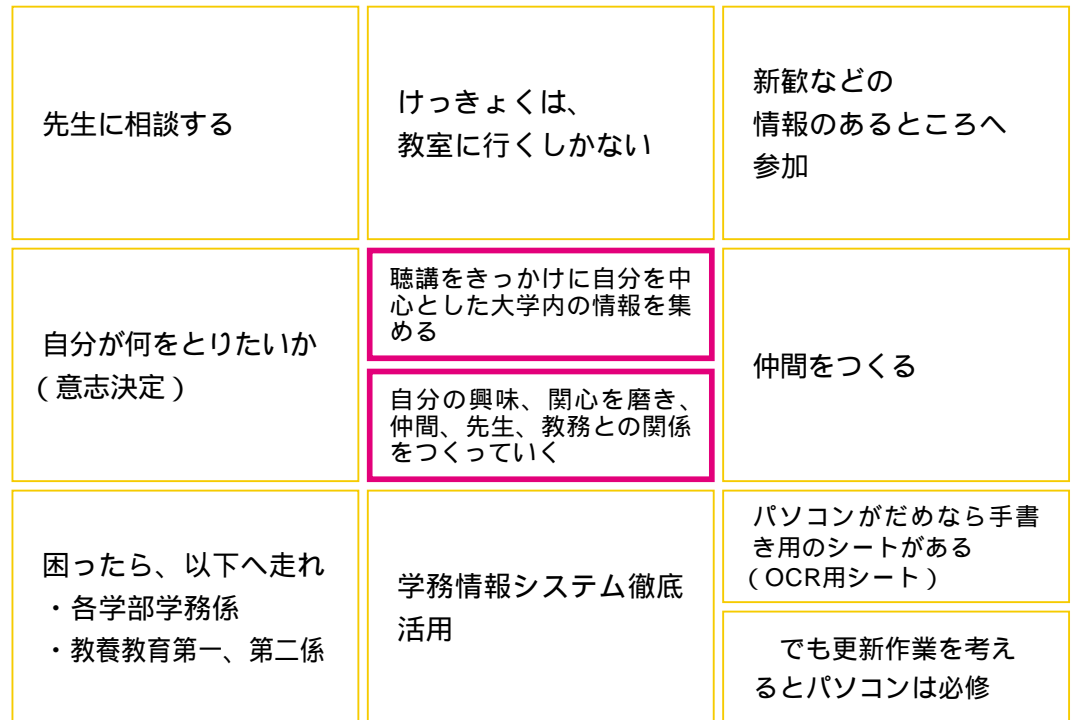 先生に相談する
けっきょくは、
教室に行くしかない
新歓などの
情報のあるところへ
参加
自分が何をとりたいか
(意志決定)
聴講をきっかけに自分を中
心とした大学内の情報を集
める
自分の興味、関心を磨き、
仲間、先生、教務との関係
をつくっていく
仲間をつくる
困ったら、以下へ走れ
・各学部学務係
・教養教育第一、第二係
学務情報システム徹底
活用
パソコンがだめなら手書
き用のシートがある
(OCR用シート)
でも更新作業を考え
るとパソコンは必修